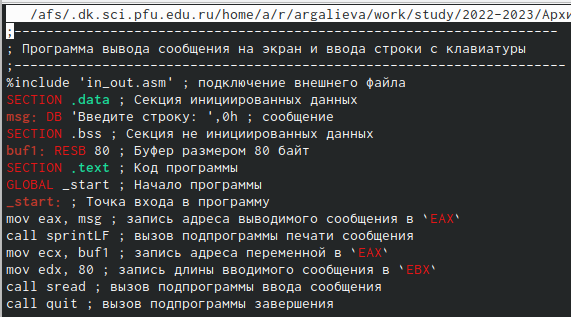 /afs/.dk.sci.pfu.edu.ru/home/a/r/argalieva/work/study/2022-2023/Архи
;--------------------------------------------------------------------
; Программа вывода сообщения на экран и ввода строки с клавиатуры
;---------------------------------------------------------------------
%include 'in_out.asm' ; подключение внешнего файла
SECTION .data ; Секция инициированных данных
msg: DB 'Введите строку: ',0h ; сообщение
SECTION .bss ; Секция не инициированных данных
buf1: RESB 80 ; Буфер размером 80 байт
SECTION .text ; Код программы
GLOBAL _start ; Начало программы
_start: ; Точка входа в программу
mov eax, msg ; запись адреса выводимого сообщения в `EAX`
call sprintLF ; вызов подпрограммы печати сообщения
mov ecx, buf1 ; запись адреса переменной в `EAX`
mov edx, 80 ; запись длины вводимого сообщения в `EBX`
call sread ; вызов подпрограммы ввода сообщения
call quit ; вызов подпрограммы завершения